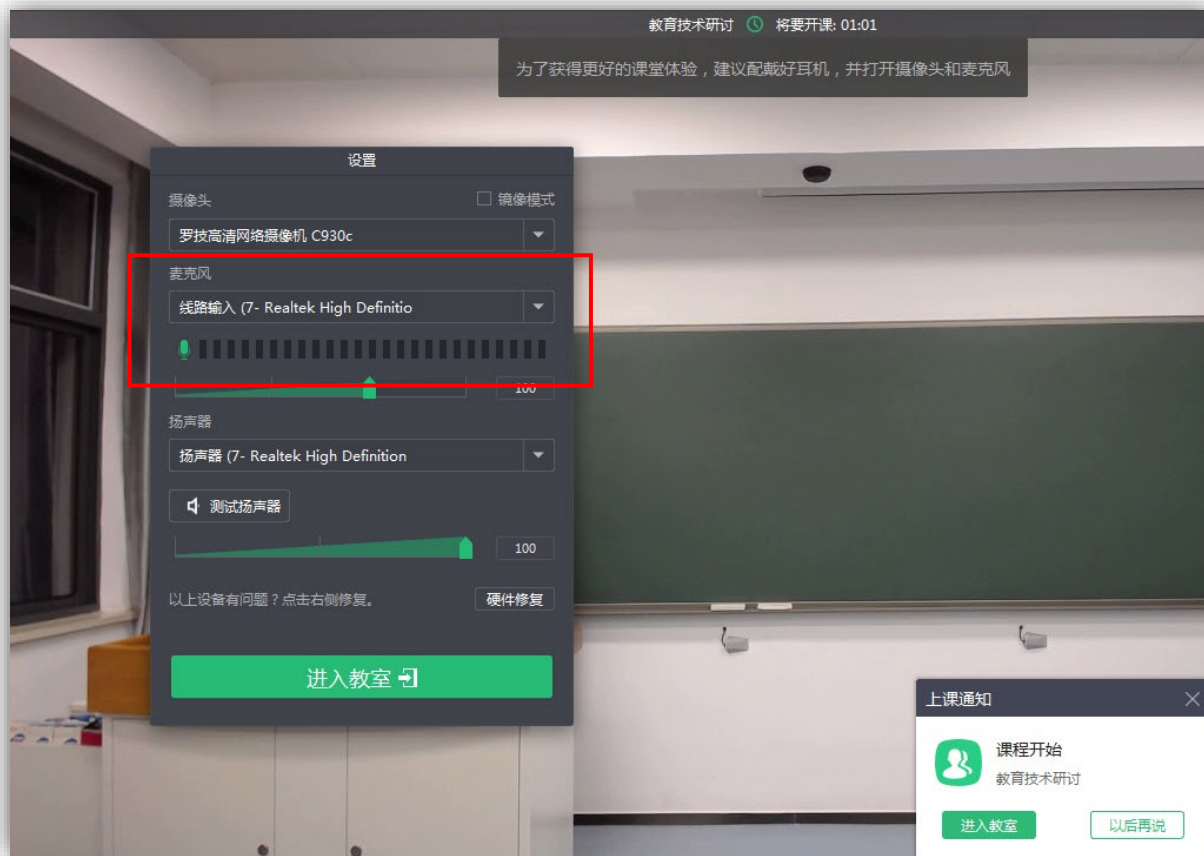 教育技术研讨 将要开课: 01:01
为了获得更好的课堂体验，建议配戴好耳机，并打开摄像头和麦克风
设置
摄像头 镜像模式
罗技高清网络摄像机 C930c
麦克风
线路输入 (7- Realtek High Definitio
100
扬声器
扬声器 (7- Realtek High Definition
测试扬声器
100
以上设备有问题？点击右侧修复。 硬件修复
进入教室
上课通知
课程开始
教育技术研讨
进入教室 以后再说